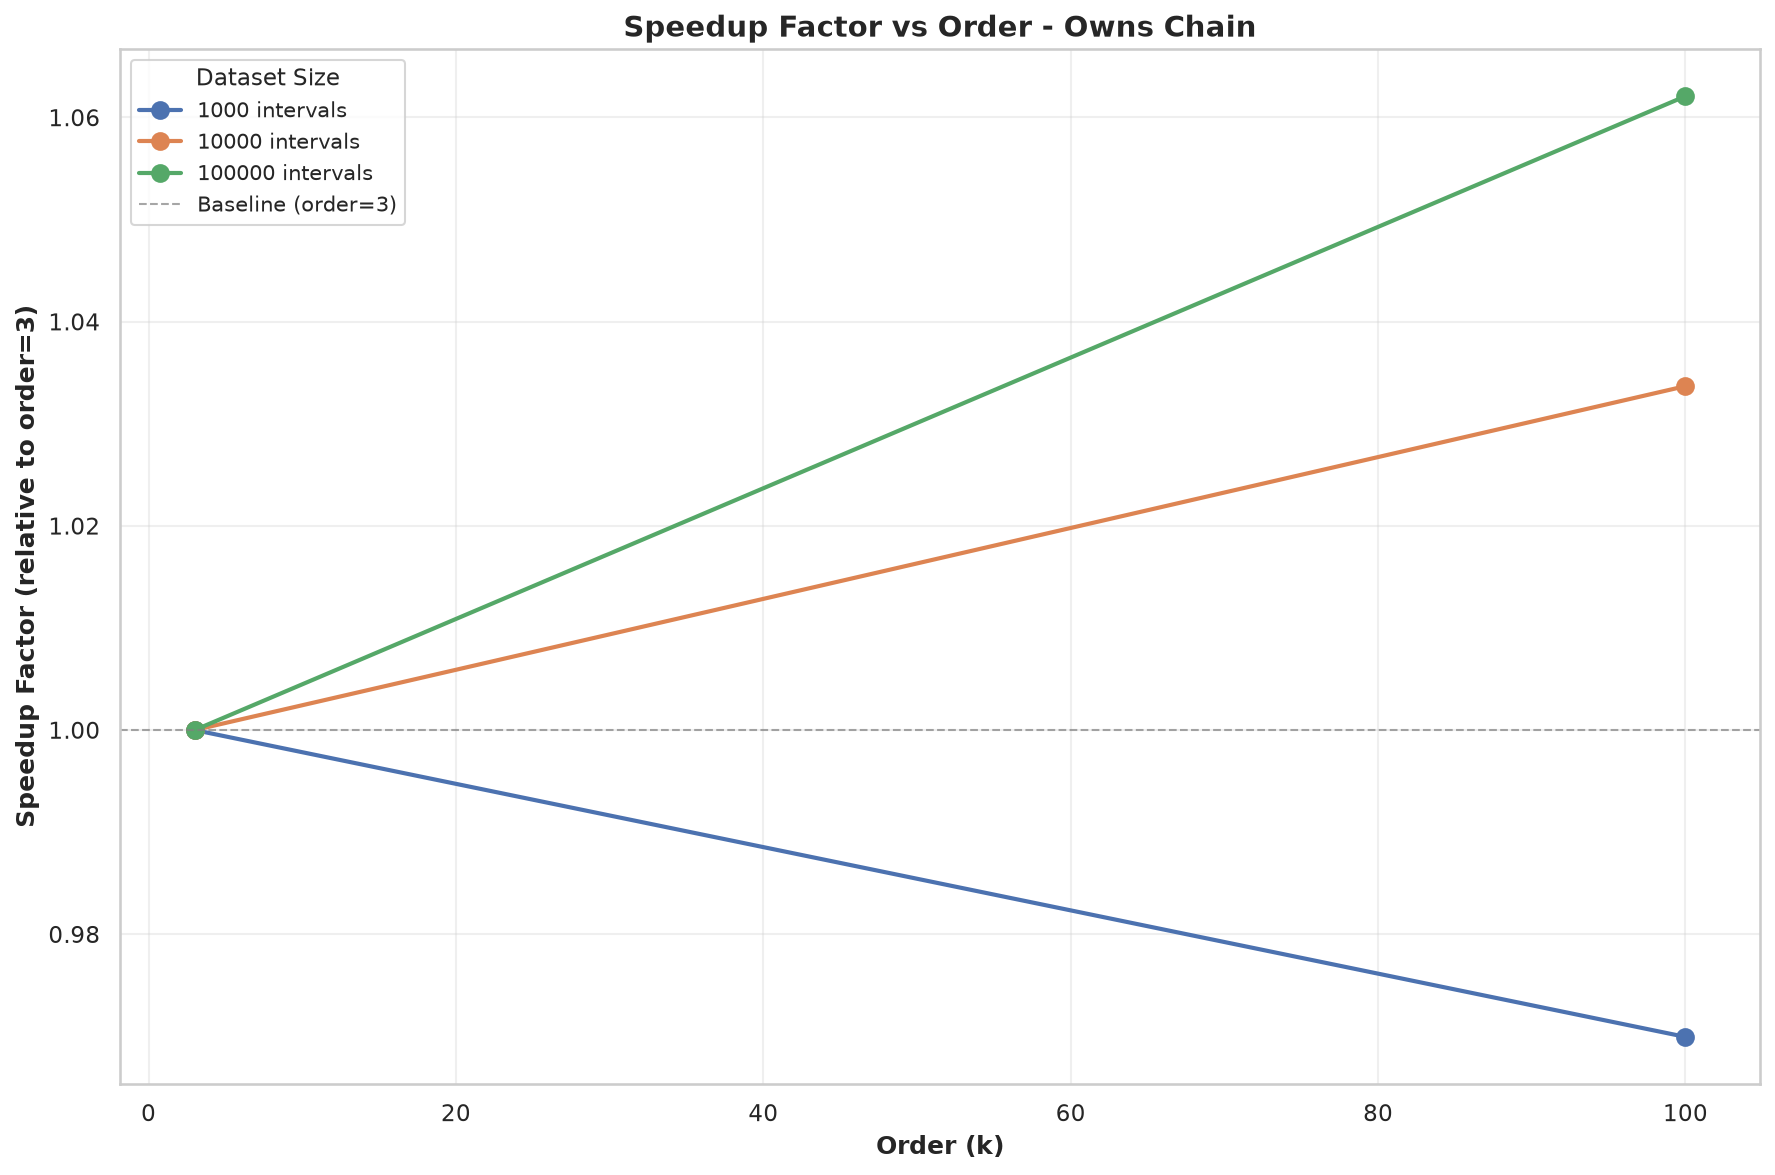 Speedup Factor vs Order - Owns Chain
Dataset Size
1000 intervals
10000 intervals
100000 intervals
Baseline (order=3)
Speedup Factor (relative to order=3)
1.06
1.04
1.02
1.00
0.98
0
20
40
60
80
100
Order (k)